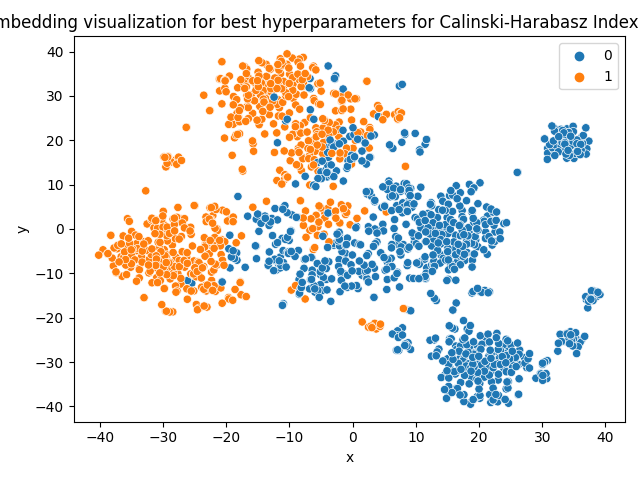 mbedding visualization for best hyperparameters for Calinski-Harabasz Index
0
1
40
30
20
10
0
−10
−20
−30
−40
y
−40 −30 −20 −10 0 10 20 30 40
x